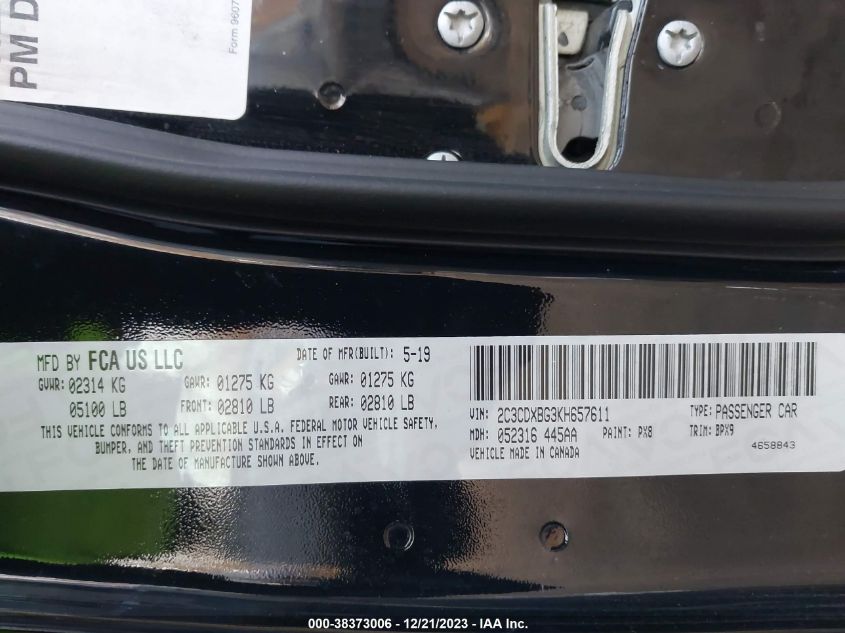 PM D
Form 9607
MFD BY FCA US LLC
DATE OF MFR(BUILT): 5-19
GVWR: 02314 KG
GAWR: 01275 KG
GAWR: 01275 KG
05100 LB
FRONT: 02810 LB
REAR: 02810 LB
THIS VEHICLE CONFORMS TO ALL APPLICABLE U.S.A. FEDERAL MOTOR VEHICLE SAFETY,
BUMPER, AND THEFT PREVENTION STANDARDS IN EFFECT ON
THE DATE OF MANUFACTURE SHOWN ABOVE.
VIN: 2C3CDXBG3KH657611
TYPE: PASSENGER CAR
MDH: 052316 445AA
PAINT: PX8
TRIM: BPX9
VEHICLE MADE IN CANADA
4658843
000-38373006 - 12/21/2023 - IAA Inc.